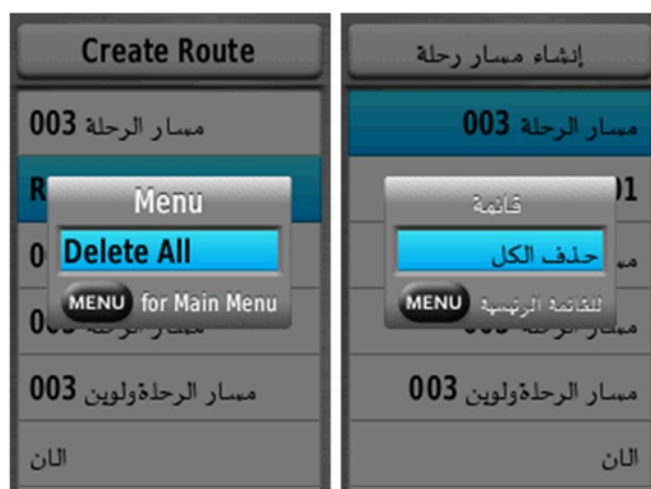 Create Route
مسار الرحلة 003
R
Menu
Delete All
MENU for Main Menu
مسار الرحلةولوين 003
الان
إنشاء مسار رحلة
مسار الرحلة 003
01
قائمة
حذف الكل
للقائمة الرئيسية MENU
مسار الرحلةولوين 003
الان